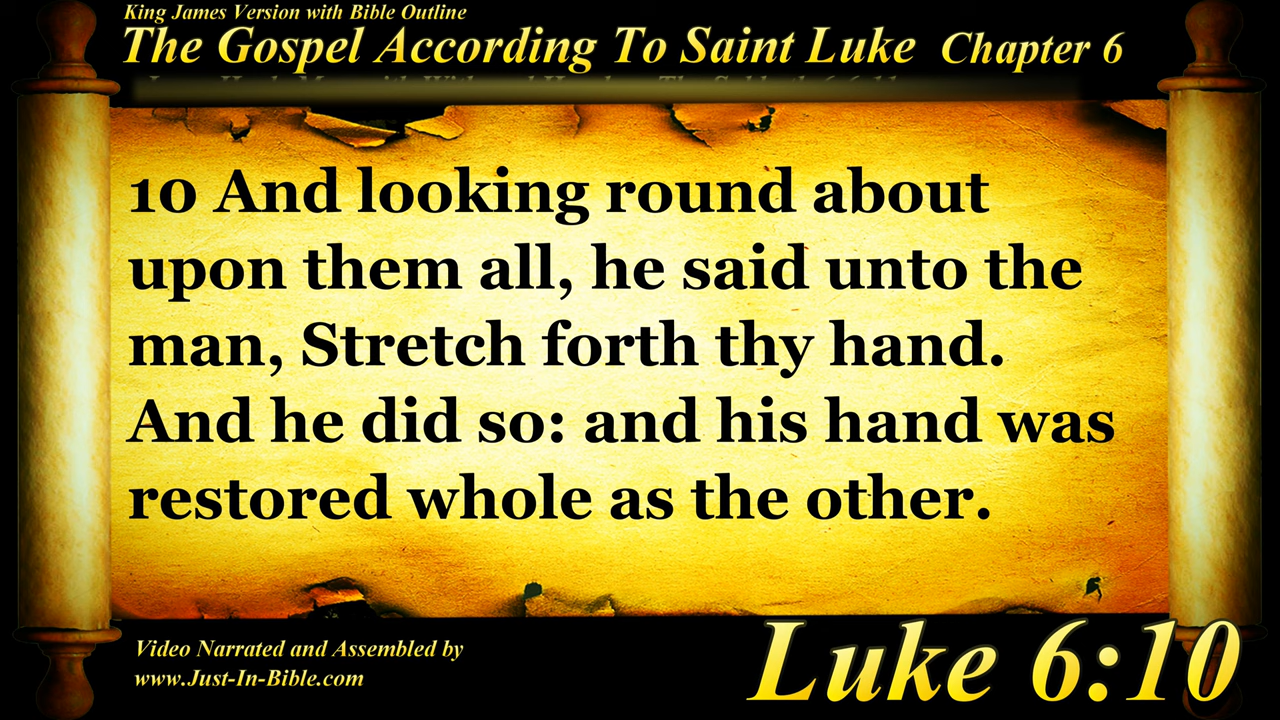 King James Version with Bible Outline
The Gospel According To Saint Luke Chapter 6
10 And looking round about
upon them all, he said unto the
man, Stretch forth thy hand.
And he did so: and his hand was
restored whole as the other.
Video Narrated and Assembled by
www.Just-In-Bible.com
Luke 6:10